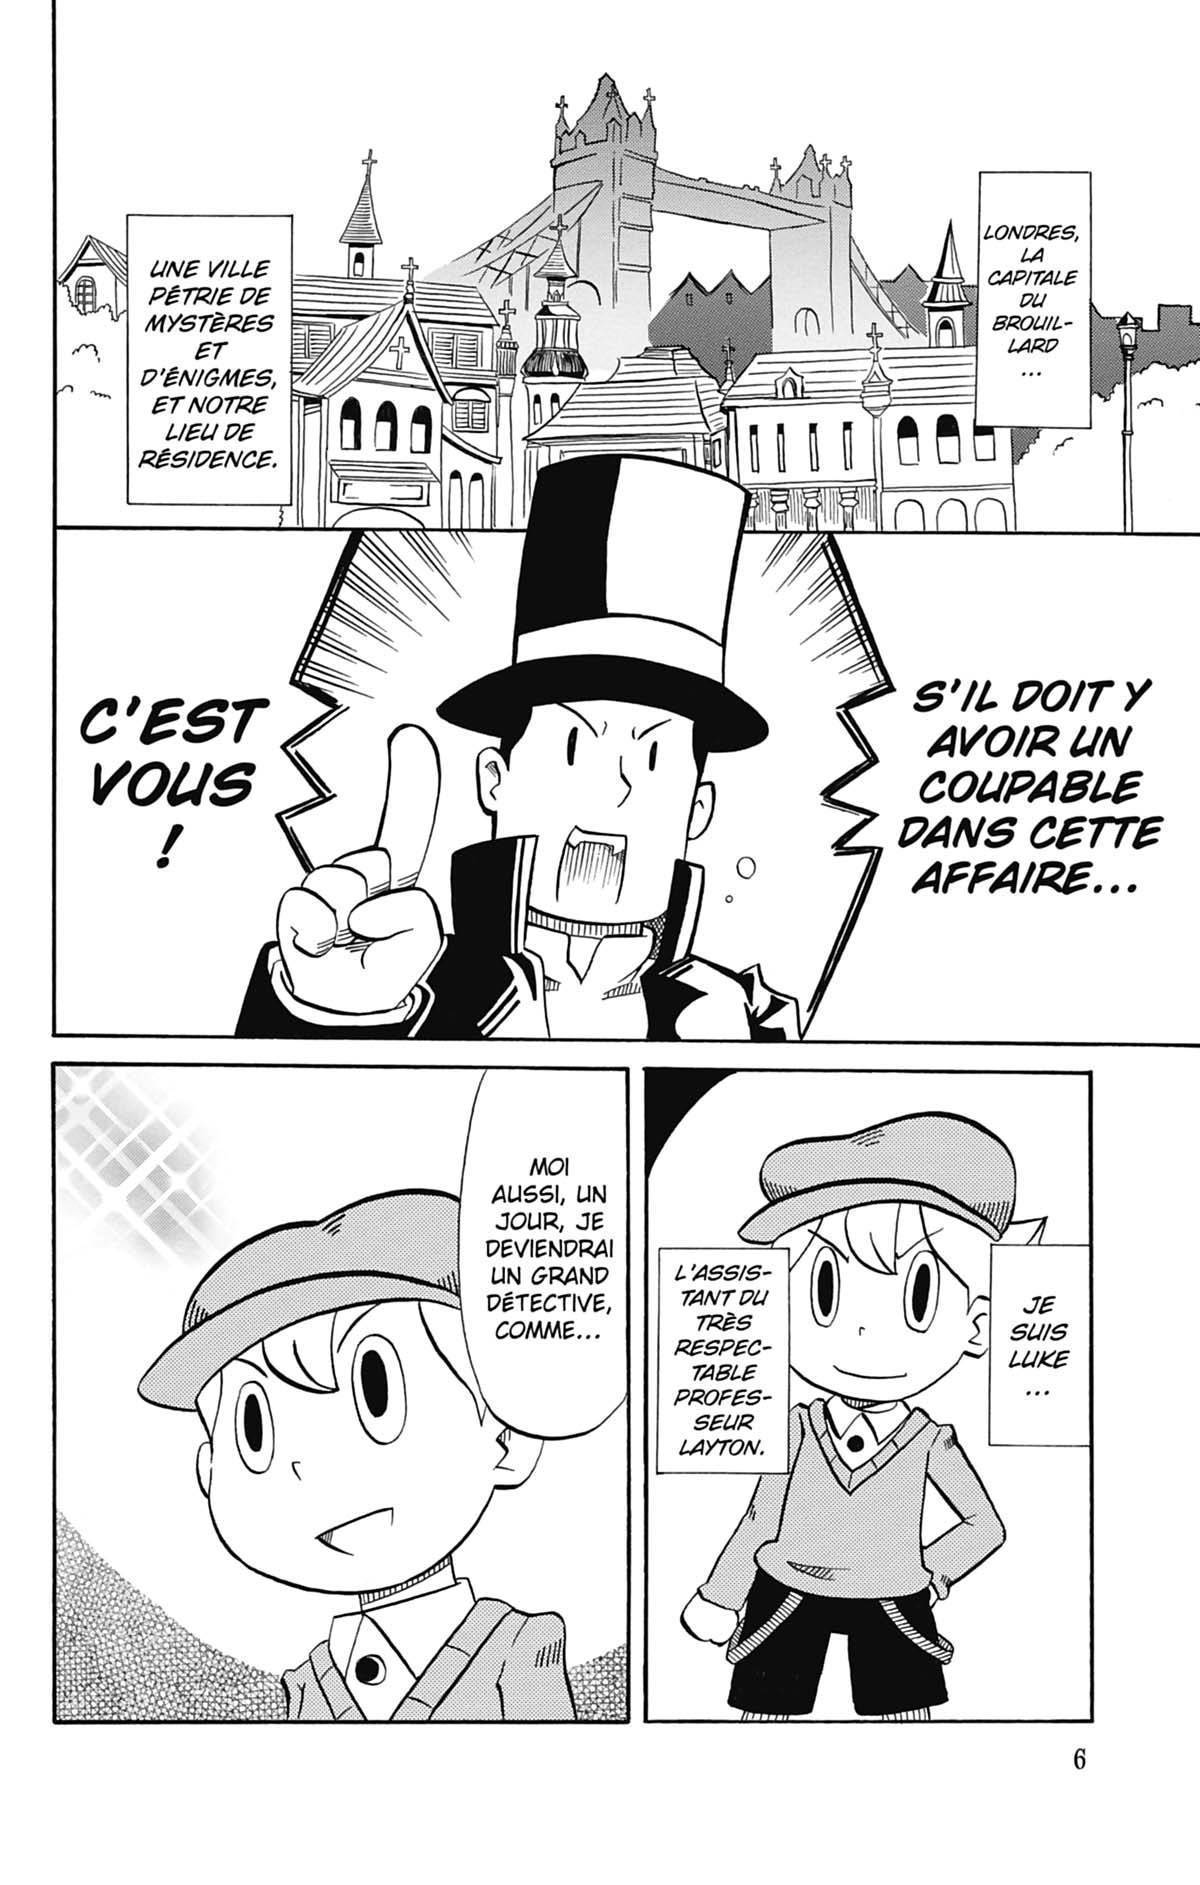 LONDRES,
LA
CAPITALE
DU
BROUIL-
LARD
...
UNE VILLE
PÉTRIE DE
MYSTÈRES
ET
D'ÉNIGMES,
ET NOTRE
LIEU DE
RÉSIDENCE.
S'IL DOIT Y
AVOIR UN
COUPABLE
DANS CETTE
AFFAIRE...
C'EST
VOUS
!
JE
SUIS
LUKE
...
L'ASSIS-
TANT DU
TRÈS
RESPEC-
TABLE
PROFES-
SEUR
LAYTON.
MOI
AUSSI, UN
JOUR, JE
DEVIENDRAI
UN GRAND
DÉTECTIVE,
COMME...
6